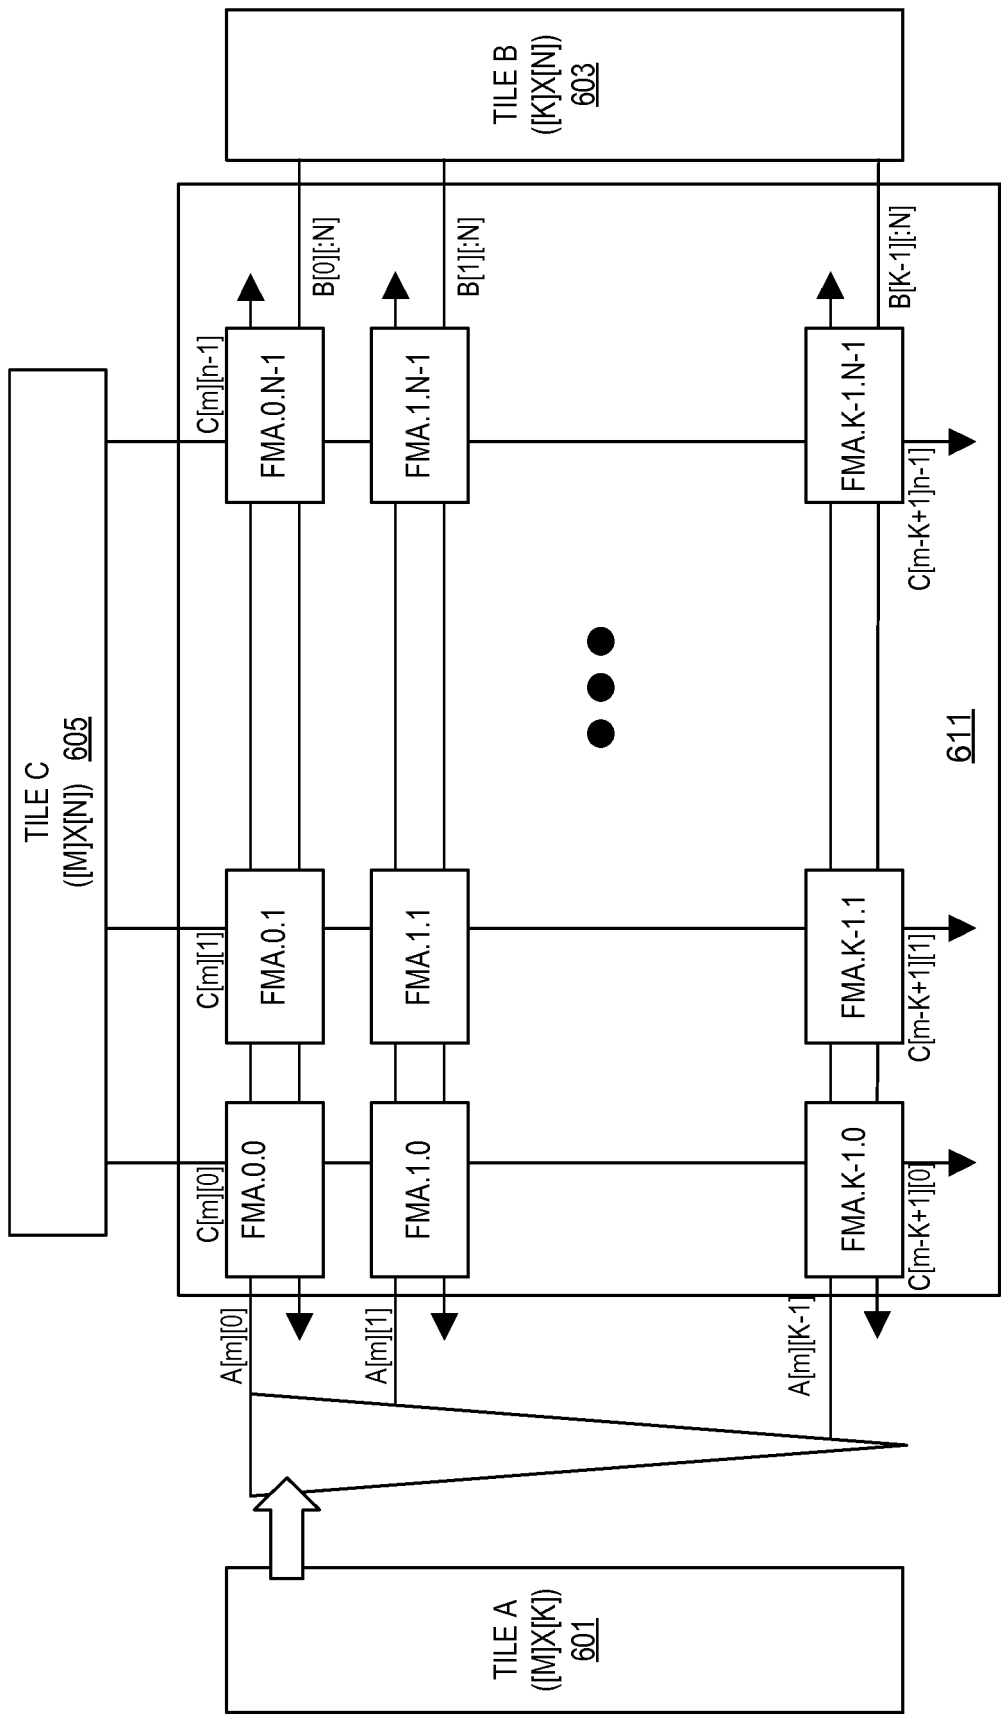 TILE C
([M]X[N]) 605
TILE A
([M]X[K])
601
TILE B
([K]X[N])
603
A[m][0]
C[m][0]
FMA.0.0
C[m][1]
FMA.0.1
C[m][n-1]
FMA.0.N-1
B[0][:N]
A[m][1]
FMA.1.0
FMA.1.1
FMA.1.N-1
B[1][:N]
A[m][K-1]
FMA.K-1.0
FMA.K-1.1
FMA.K-1.N-1
B[K-1][:N]
C[m-K+1][0]
C[m-K+1][1]
C[m-K+1]n-1]
611